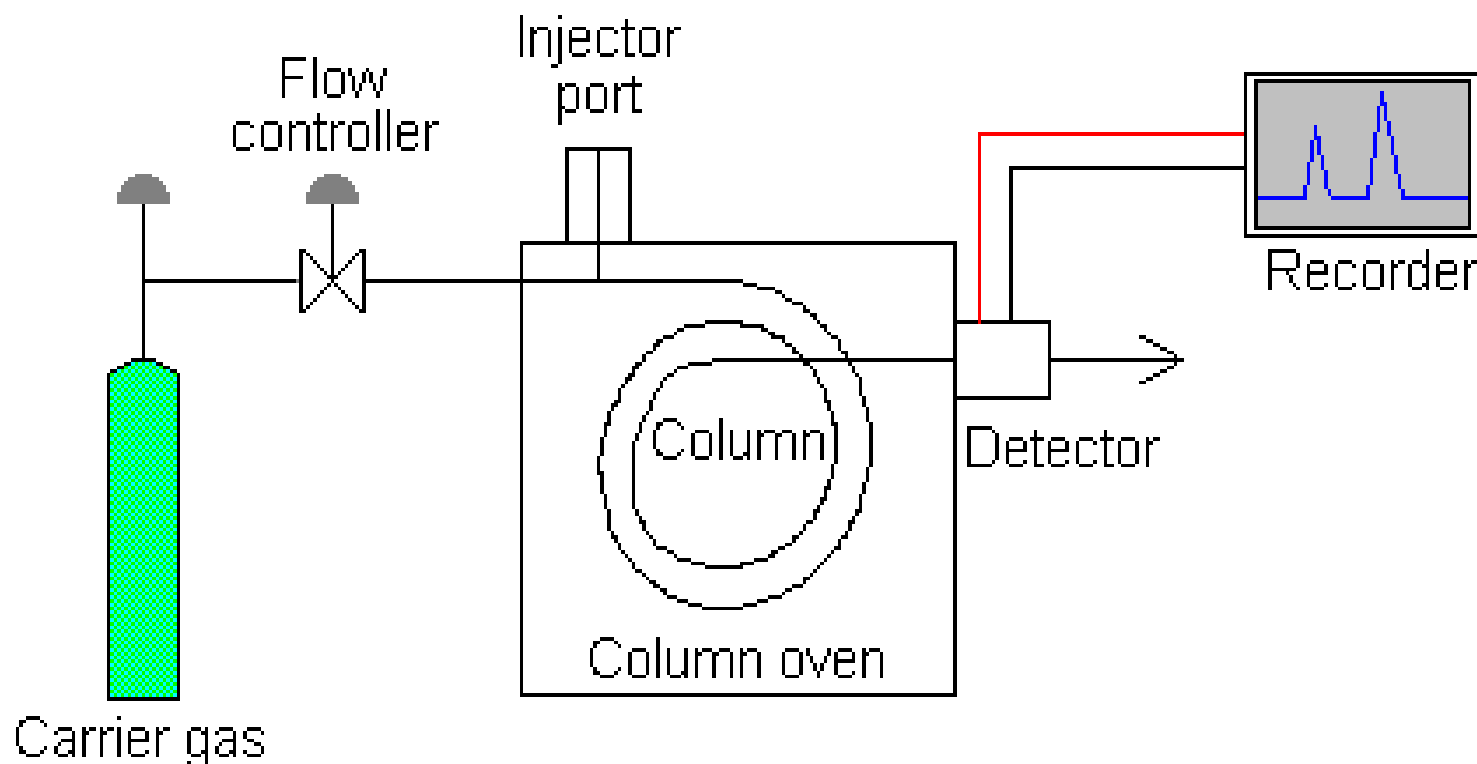 Injector
port
Flow
controller
Recorder
Column
Detector
Column oven
Carrier gas